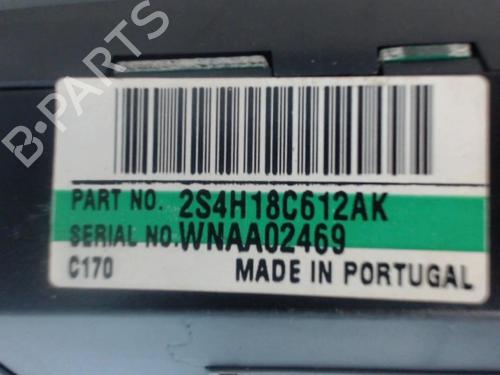 B-PARTS
PART NO. 2S4H18C612AK
SERIAL NO. WNAA02469
C170 MADE IN PORTUGAL